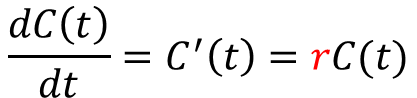 dC(t)/dt = C′(t) = rC(t)